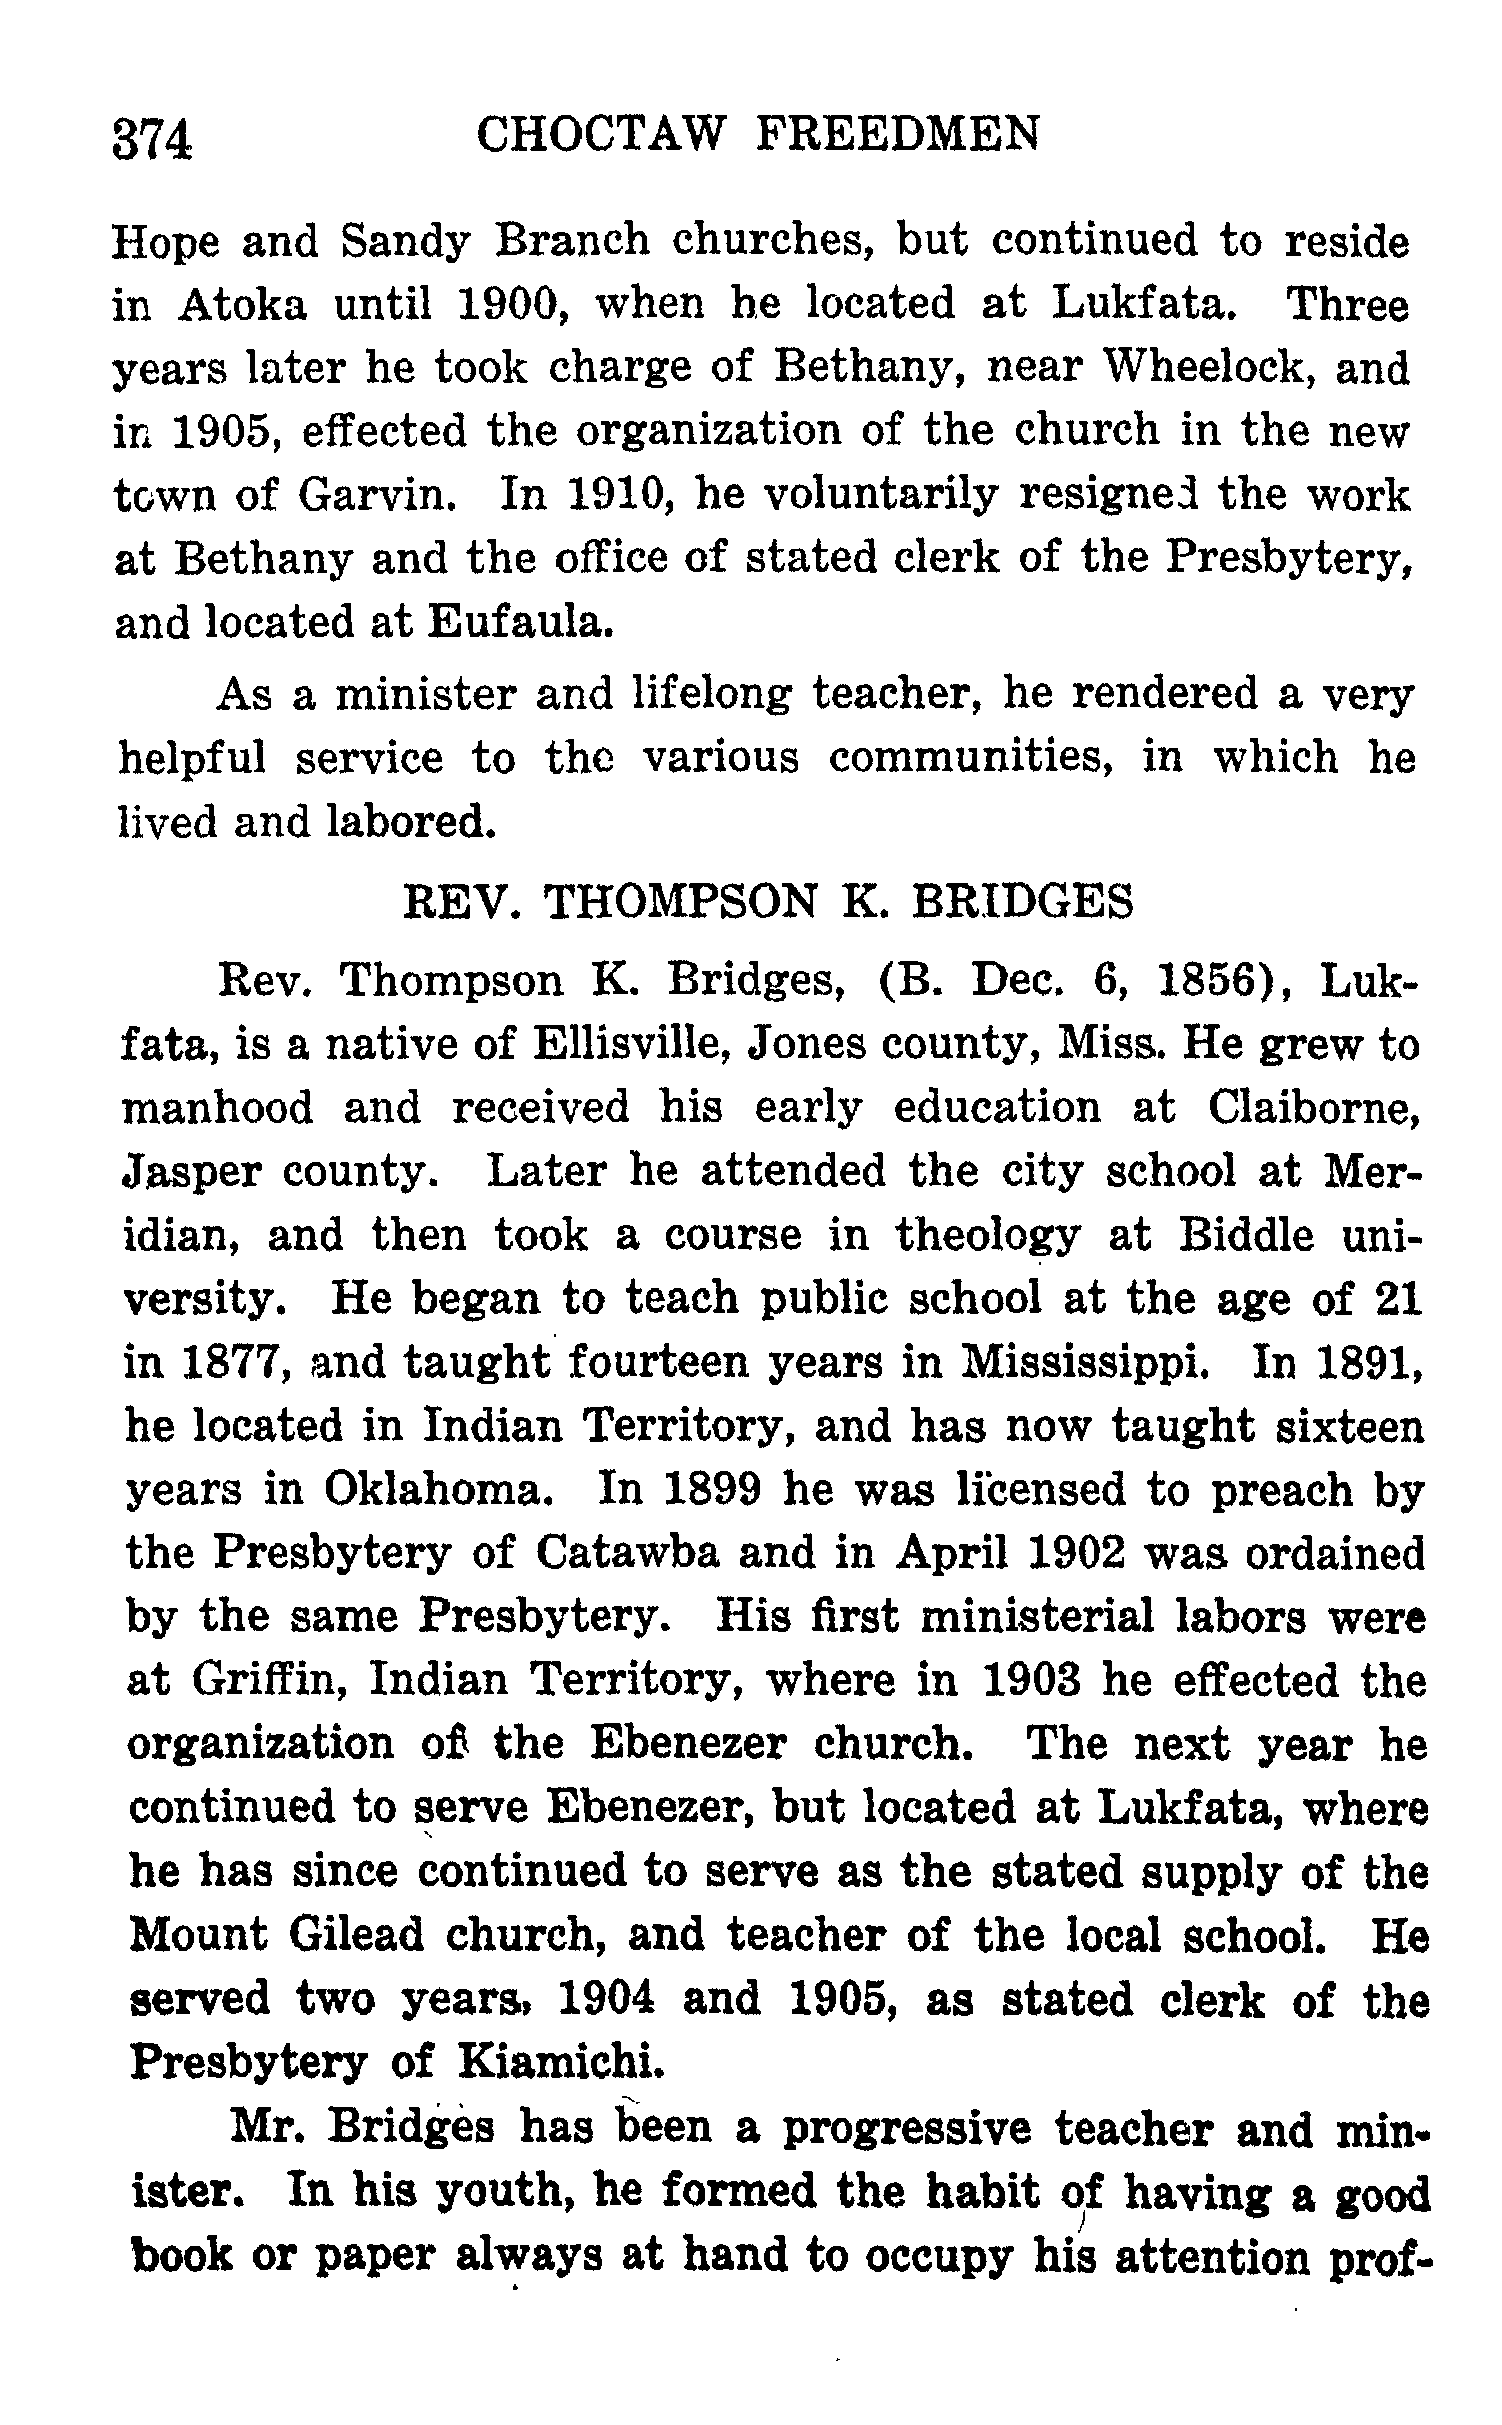 374 CHOCTAW FREEDMEN
Hope and Sandy Branch churches, but continued to reside
in Atoka until 1900, when he located at Lukfata. Three
years later he took charge of Bethany, near Wheelock, and
in 1905, effected the organization of the church in the new
town of Garvin. In 1910, he voluntarily resigned the work
at Bethany and the office of stated clerk of the Presbytery,
and located at Eufaula.
As a minister and lifelong teacher, he rendered a very
helpful service to the various communities, in which he
lived and labored.
REV. THOMPSON K. BRIDGES
Rev. Thompson K. Bridges, (B. Dec. 6, 1856), Luk-
fata, is a native of Ellisville, Jones county, Miss. He grew to
manhood and received his early education at Claiborne,
Jasper county. Later he attended the city school at Mer-
idian, and then took a course in theology at Biddle uni-
versity. He began to teach public school at the age of 21
in 1877, and taught fourteen years in Mississippi. In 1891,
he located in Indian Territory, and has now taught sixteen
years in Oklahoma. In 1899 he was licensed to preach by
the Presbytery of Catawba and in April 1902 was ordained
by the same Presbytery. His first ministerial labors were
at Griffin, Indian Territory, where in 1903 he effected the
organization of the Ebenezer church. The next year he
continued to serve Ebenezer, but located at Lukfata, where
he has since continued to serve as the stated supply of the
Mount Gilead church, and teacher of the local school. He
served two years, 1904 and 1905, as stated clerk of the
Presbytery of Kiamichi.
Mr. Bridges has been a progressive teacher and min-
ister. In his youth, he formed the habit of having a good
book or paper always at hand to occupy his attention prof-